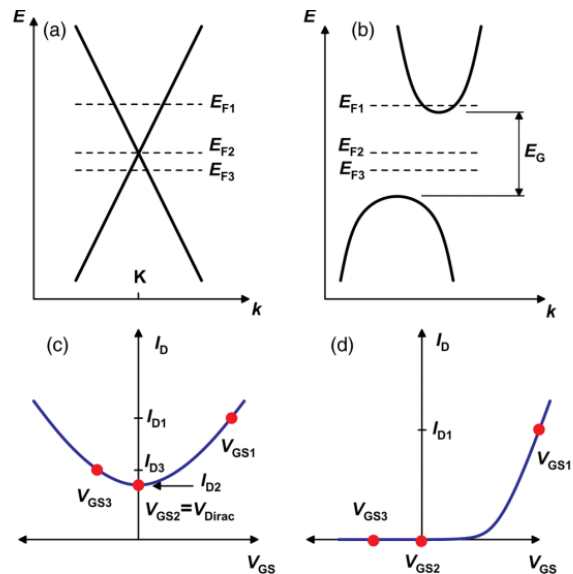 E
(a)
E_F1
E_F2
E_F3
K
k
E
(b)
E_F1
E_F2
E_F3
E_G
k
(c)
I_D
I_D1
V_GS1
I_D3
V_GS3
I_D2
V_GS2=V_Dirac
V_GS
(d)
I_D
I_D1
V_GS1
V_GS3
V_GS2
V_GS